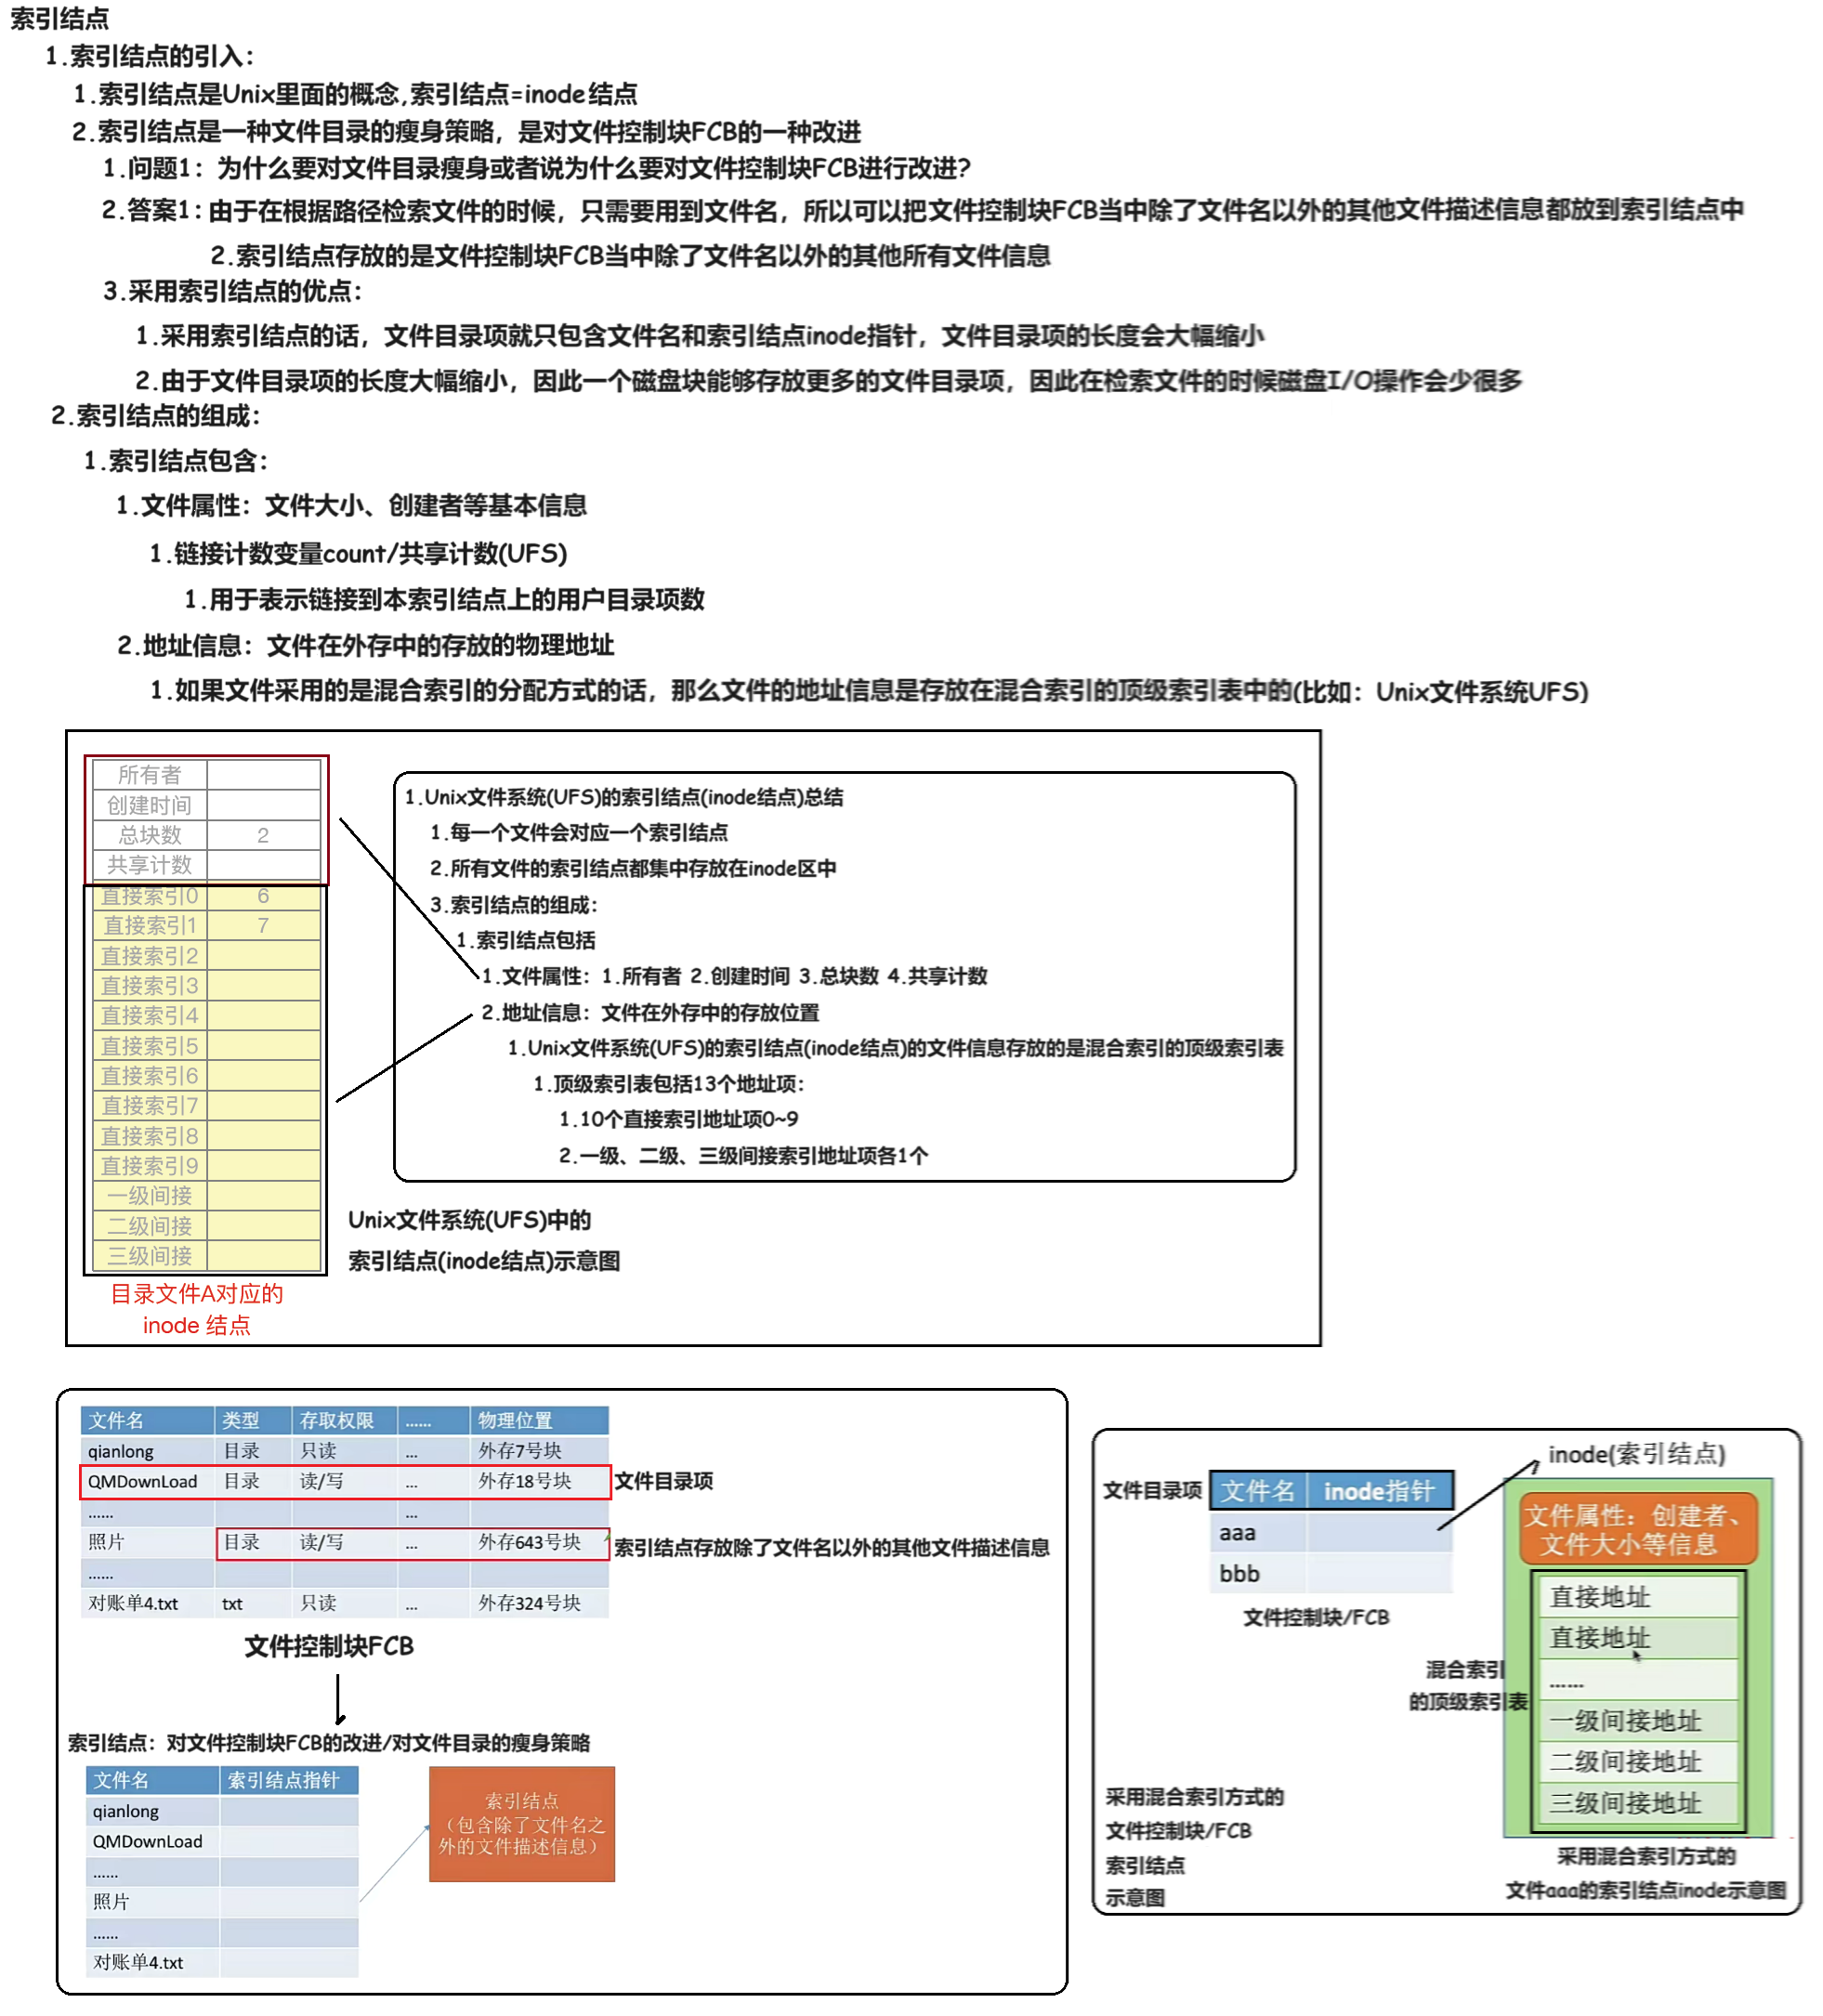 索引结点
1.索引结点的引入：
1.索引结点是Unix里面的概念,索引结点=inode结点
2.索引结点是一种文件目录的瘦身策略，是对文件控制块FCB的一种改进
1.问题1：为什么要对文件目录瘦身或者说为什么要对文件控制块FCB进行改进?
2.答案1:由于在根据路径检索文件的时候，只需要用到文件名，所以可以把文件控制块FCB当中除了文件名以外的其他文件描述信息都放到索引结点中
2.索引结点存放的是文件控制块FCB当中除了文件名以外的其他所有文件信息
3.采用索引结点的优点：
1.采用索引结点的话，文件目录项就只包含文件名和索引结点inode指针，文件目录项的长度会大幅缩小
2.由于文件目录项的长度大幅缩小，因此一个磁盘块能够存放更多的文件目录项，因此在检索文件的时候磁盘I/O操作会少很多
2.索引结点的组成：
1.索引结点包含：
1.文件属性：文件大小、创建者等基本信息
1.链接计数变量count/共享计数(UFS)
1.用于表示链接到本索引结点上的用户目录项数
2.地址信息：文件在外存中的存放的物理地址
1.如果文件采用的是混合索引的分配方式的话，那么文件的地址信息是存放在混合索引的顶级索引表中的(比如：Unix文件系统UFS)
所有者
创建时间
总块数 2
共享计数
直接索引0 6
直接索引1 7
直接索引2
直接索引3
直接索引4
直接索引5
直接索引6
直接索引7
直接索引8
直接索引9
一级间接
二级间接
三级间接
目录文件A对应的
inode 结点
1.Unix文件系统(UFS)的索引结点(inode结点)总结
1.每一个文件会对应一个索引结点
2.所有文件的索引结点都集中存放在inode区中
3.索引结点的组成：
1.索引结点包括
1.文件属性：1.所有者 2.创建时间 3.总块数 4.共享计数
2.地址信息：文件在外存中的存放位置
1.Unix文件系统(UFS)的索引结点(inode结点)的文件信息存放的是混合索引的顶级索引表
1.顶级索引表包括13个地址项：
1.10个直接索引地址项0~9
2.一级、二级、三级间接索引地址项各1个
Unix文件系统(UFS)中的
索引结点(inode结点)示意图
文件名 类型 存取权限 …… 物理位置
qianlong 目录 只读 … 外存7号块
QMDownLoad 目录 读/写 … 外存18号块
文件目录项
…… …
照片 目录 读/写 … 外存643号块
索引结点存放除了文件名以外的其他文件描述信息
……
对账单4.txt txt 只读 … 外存324号块
文件控制块FCB
索引结点：对文件控制块FCB的改进/对文件目录的瘦身策略
文件名 索引结点指针
qianlong
QMDownLoad
……
照片
……
对账单4.txt
索引结点
（包含除了文件名之
外的文件描述信息）
inode(索引结点)
文件目录项
文件名 inode指针
aaa
bbb
文件控制块/FCB
文件属性：创建者、
文件大小等信息
直接地址
直接地址
……
一级间接地址
二级间接地址
三级间接地址
混合索引
的顶级索引表
采用混合索引方式的
文件控制块/FCB
索引结点
示意图
采用混合索引方式的
文件aaa的索引结点inode示意图